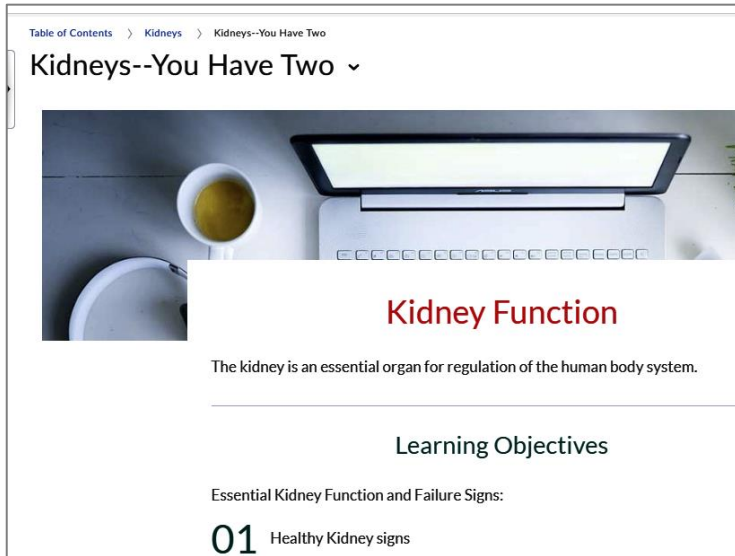 Table of Contents > Kidneys > Kidneys--You Have Two
Kidneys--You Have Two
ASUS
Kidney Function
The kidney is an essential organ for regulation of the human body system.
Learning Objectives
Essential Kidney Function and Failure Signs:
01 Healthy Kidney signs